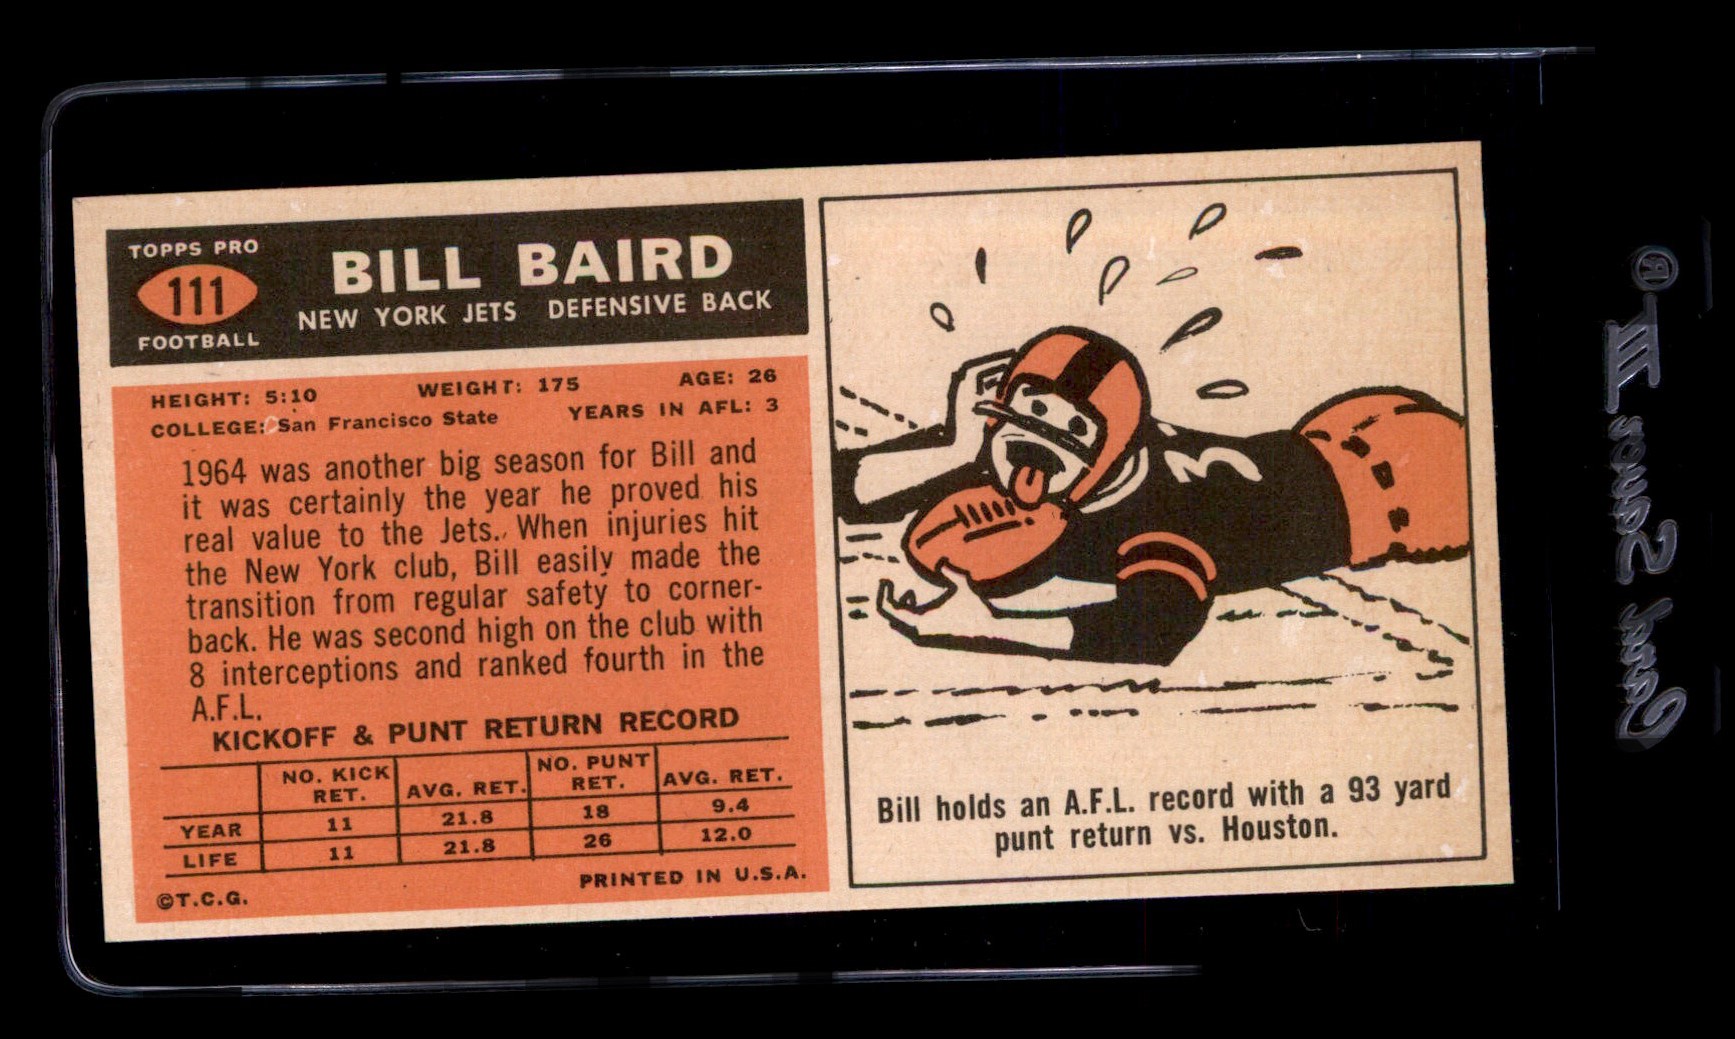 TOPPS PRO
111
FOOTBALL
BILL BAIRD
NEW YORK JETS DEFENSIVE BACK
HEIGHT: 5:10 WEIGHT: 175 AGE: 26
COLLEGE: San Francisco State YEARS IN AFL: 3
1964 was another big season for Bill and
it was certainly the year he proved his
real value to the Jets. When injuries hit
the New York club, Bill easily made the
transition from regular safety to corner-
back. He was second high on the club with
8 interceptions and ranked fourth in the
A.F.L.
KICKOFF & PUNT RETURN RECORD
NO. KICK RET. AVG. RET. NO. PUNT RET. AVG. RET.
YEAR 11 21.8 18 9.4
LIFE 11 21.8 26 12.0
©T.C.G. PRINTED IN U.S.A.
Bill holds an A.F.L. record with a 93 yard
punt return vs. Houston.
Card Saver III ®